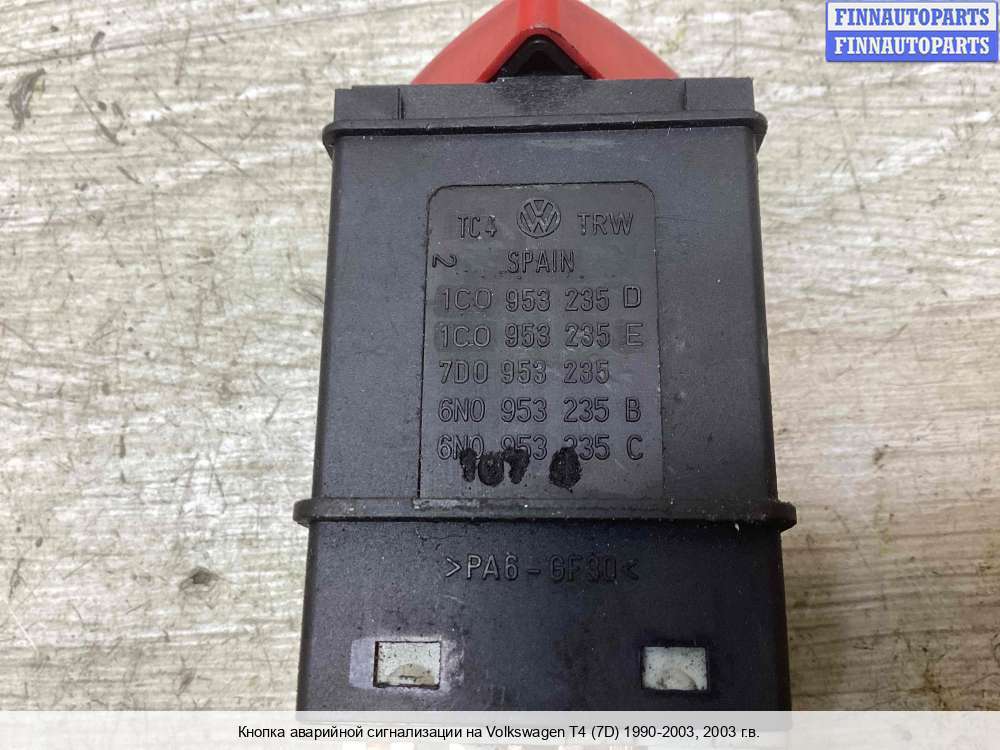 FINNAUTOPARTS
FINNAUTOPARTS
TC4 TRW
2 SPAIN
1C0 953 235 D
1C0 953 235 E
7D0 953 235
6N0 953 235 B
6N0 953 235 C
>PA6-GF30<
Кнопка аварийной сигнализации на Volkswagen T4 (7D) 1990-2003, 2003 г.в.